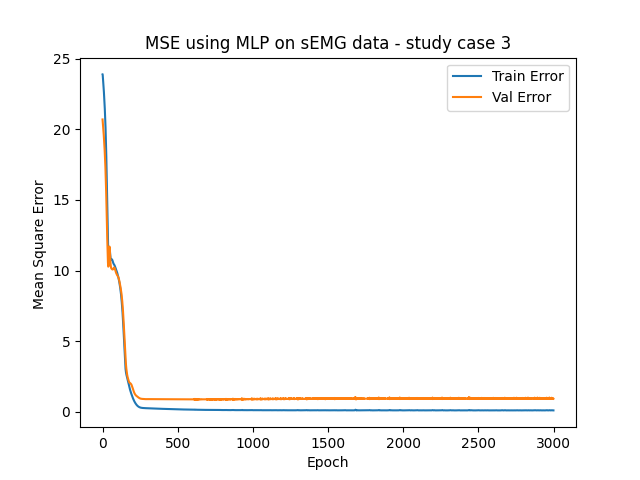 MSE using MLP on sEMG data - study case 3
Train Error
Val Error
Mean Square Error
25
20
15
10
5
0
0 500 1000 1500 2000 2500 3000
Epoch